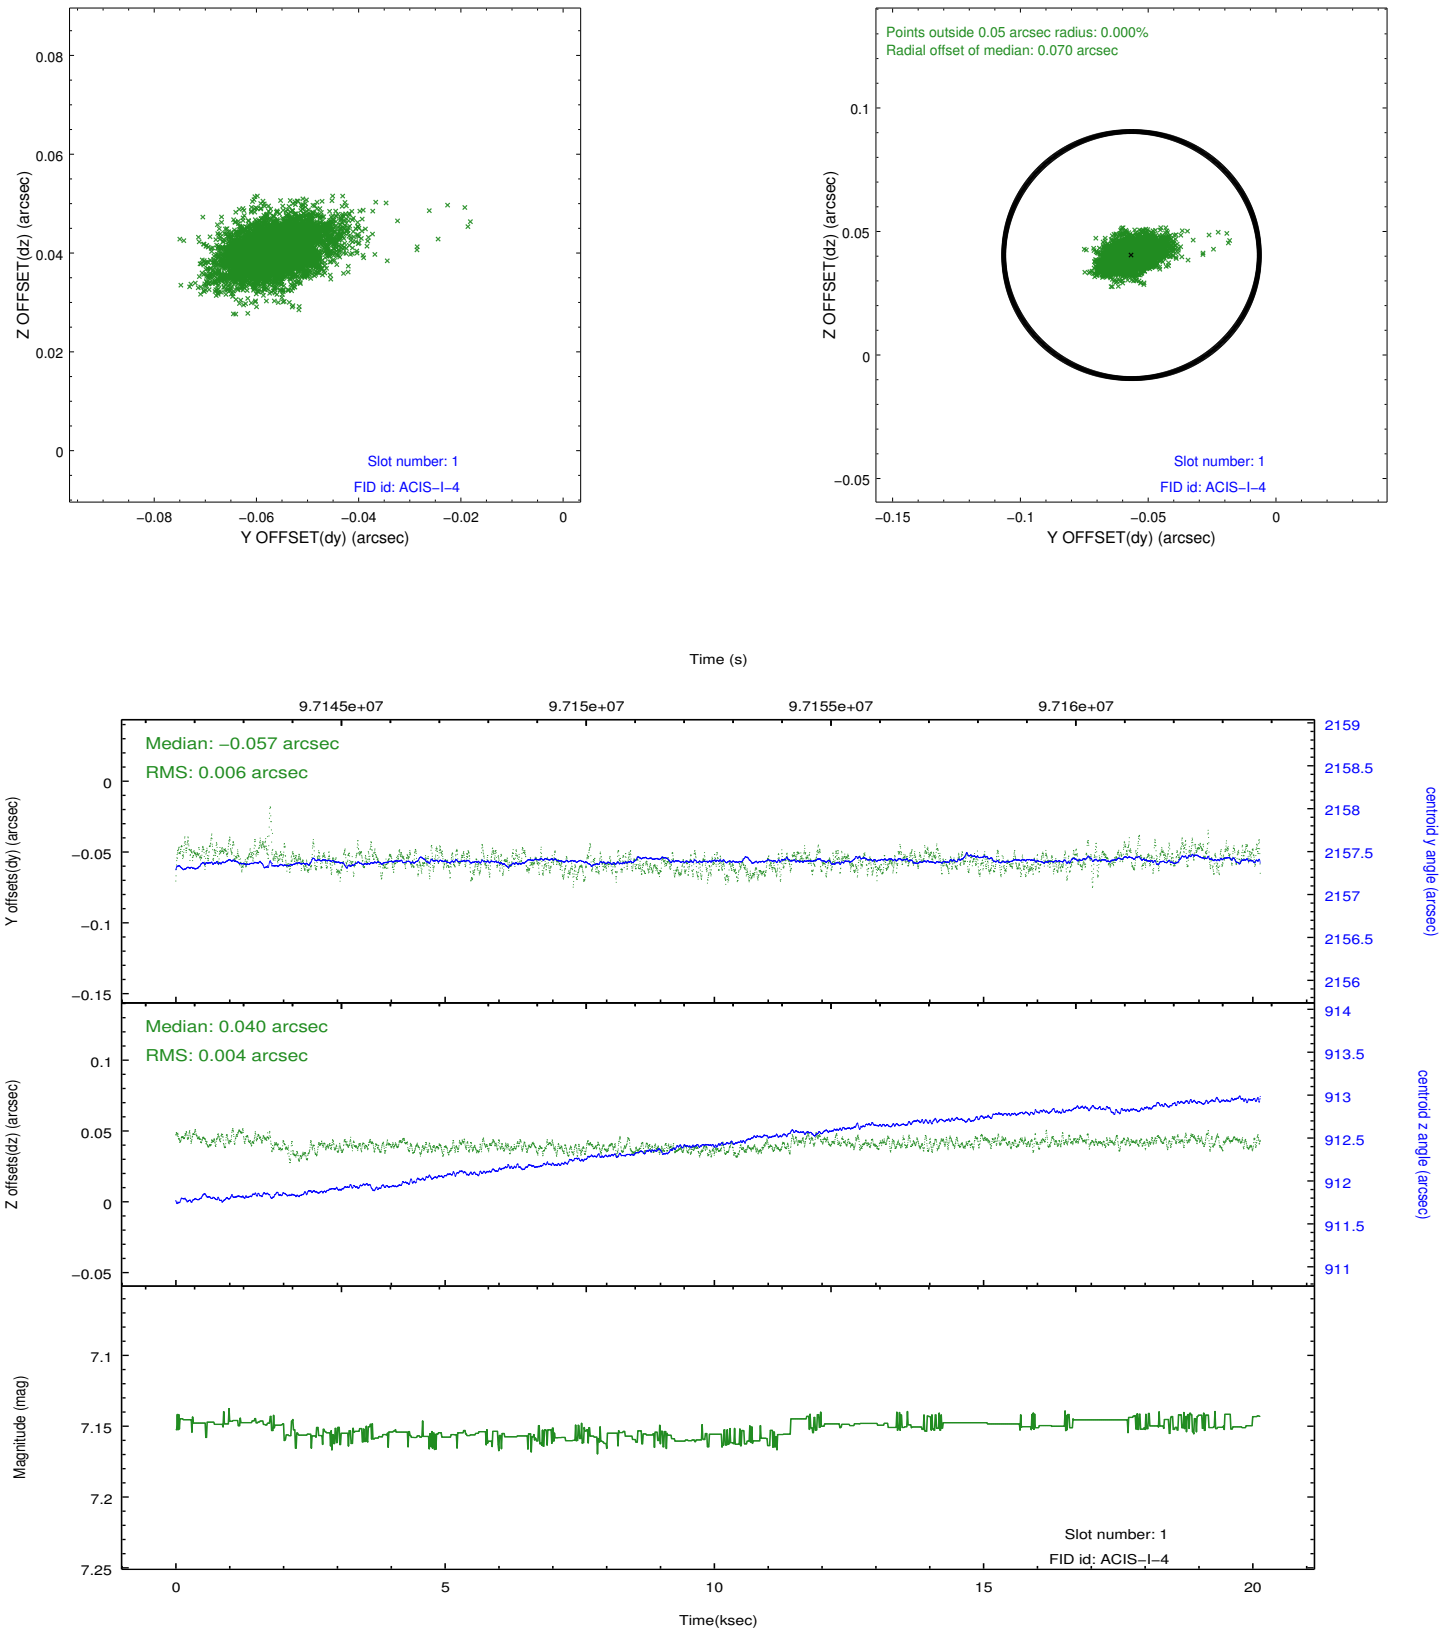 0.08
0.06
0.04
0.02
0
Z OFFSET(dz) (arcsec)
Slot number: 1
FID id: ACIS−I−4
−0.08
−0.06
−0.04
−0.02
0
Y OFFSET(dy) (arcsec)
Points outside 0.05 arcsec radius: 0.000%
Radial offset of median: 0.070 arcsec
0.1
0.05
0
−0.05
Z OFFSET(dz) (arcsec)
Slot number: 1
FID id: ACIS−I−4
−0.15
−0.1
−0.05
0
Y OFFSET(dy) (arcsec)
Time (s)
9.7145e+07
9.715e+07
9.7155e+07
9.716e+07
Median: −0.057 arcsec
RMS: 0.006 arcsec
0
−0.05
−0.1
−0.15
Y offsets(dy) (arcsec)
2159
2158.5
2158
2157.5
2157
2156.5
2156
centroid y angle (arcsec)
Median: 0.040 arcsec
RMS: 0.004 arcsec
0.1
0.05
0
−0.05
Z offsets(dz) (arcsec)
914
913.5
913
912.5
912
911.5
911
centroid z angle (arcsec)
7.1
7.15
7.2
7.25
Magnitude (mag)
Slot number: 1
FID id: ACIS−I−4
0
5
10
15
20
Time(ksec)